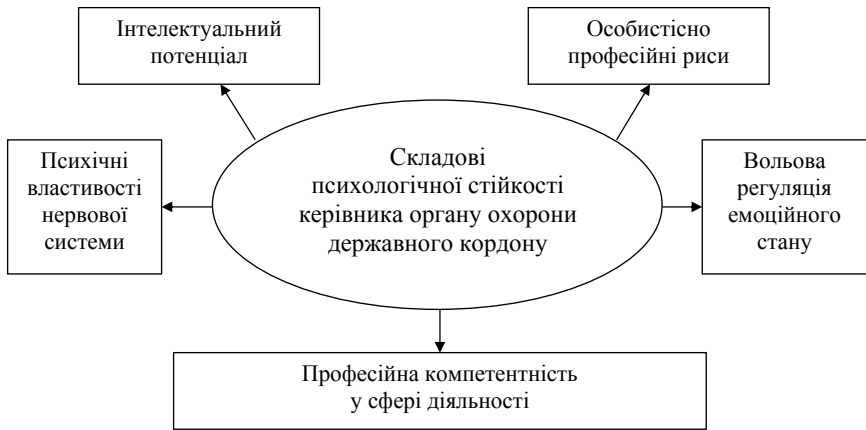 Інтелектуальний
потенціал
Особистісно
професійні риси
Психічні
властивості
нервової
системи
Складові
психологічної стійкості
керівника органу охорони
державного кордону
Вольова
регуляція
емоційного
стану
Професійна компетентність
у сфері діяльності